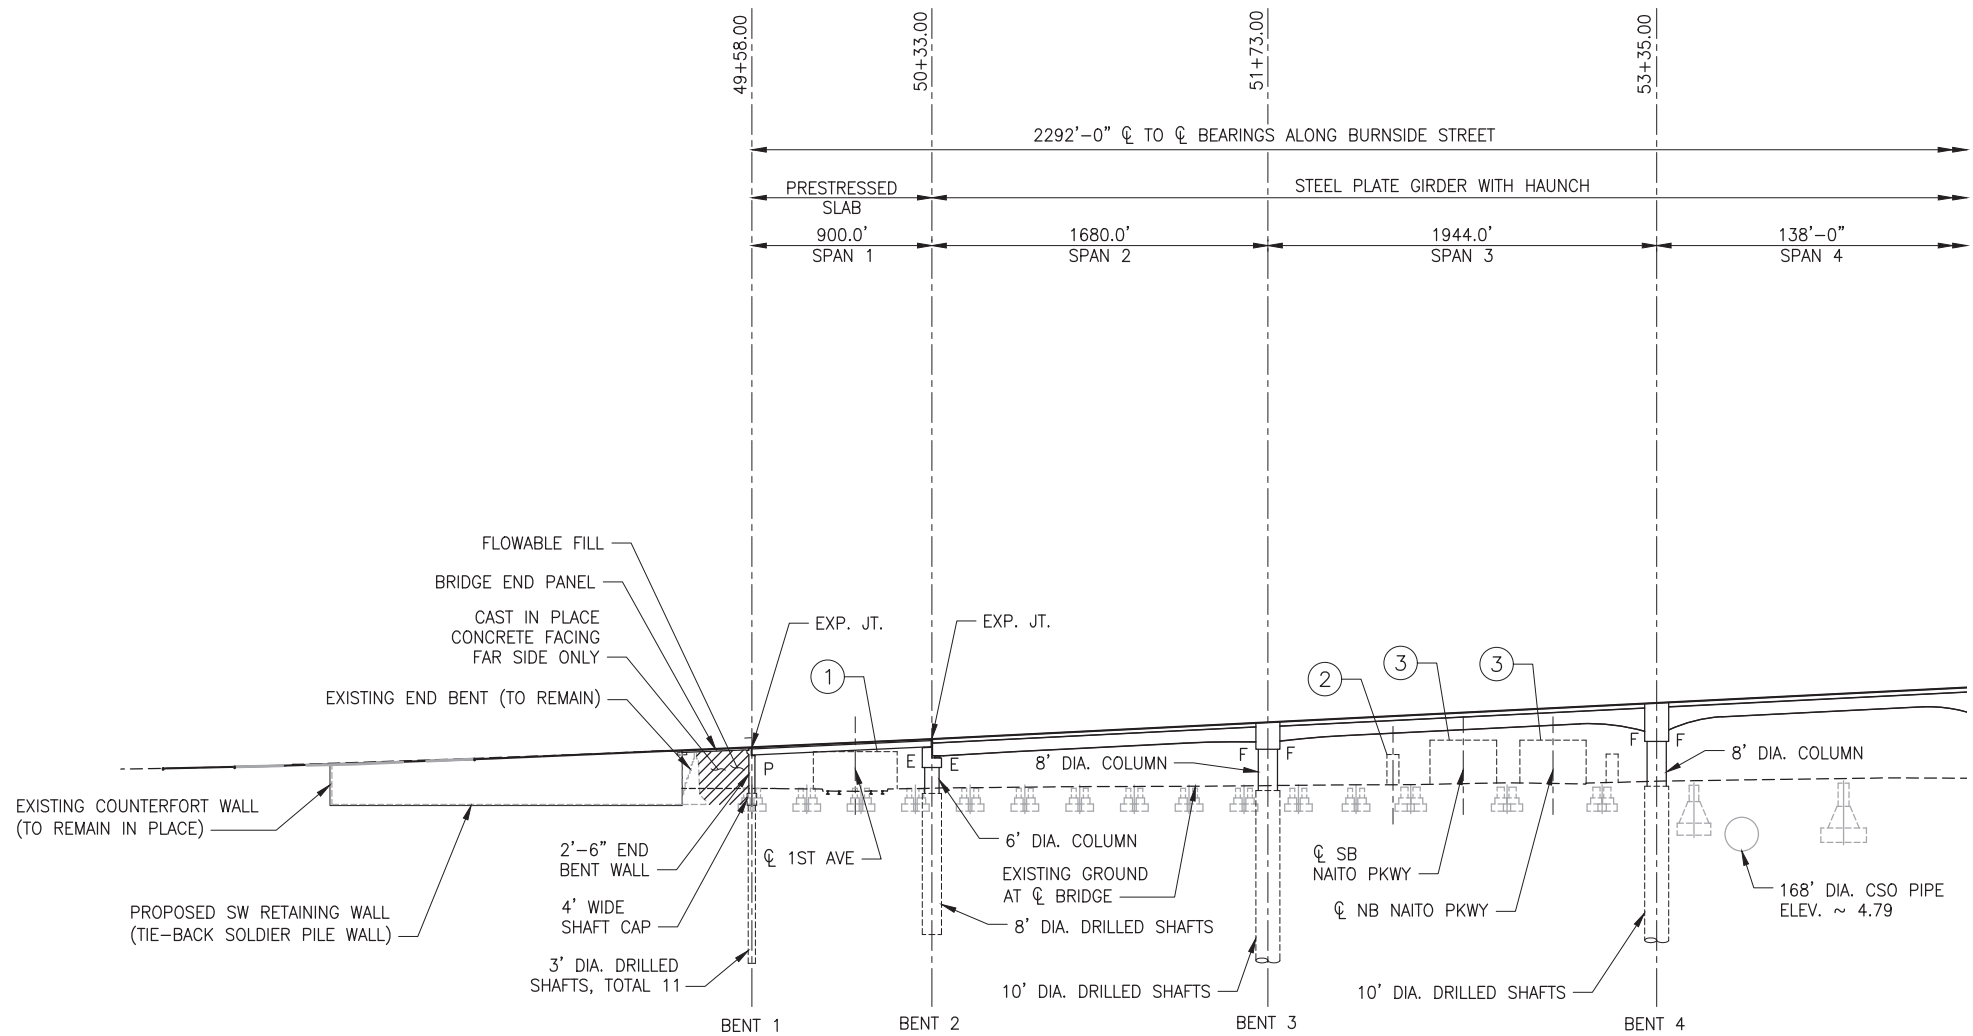 49+58.00
50+33.00
51+73.00
53+35.00
2292'-0" ℄ TO ℄ BEARINGS ALONG BURNSIDE STREET
PRESTRESSED
SLAB
STEEL PLATE GIRDER WITH HAUNCH
900.0'
SPAN 1
1680.0'
SPAN 2
1944.0'
SPAN 3
138'-0"
SPAN 4
FLOWABLE FILL
BRIDGE END PANEL
CAST IN PLACE
CONCRETE FACING
FAR SIDE ONLY
EXISTING END BENT (TO REMAIN)
EXP. JT.
EXP. JT.
1
2
3
3
P
E
E
F
F
F
F
8' DIA. COLUMN
8' DIA. COLUMN
EXISTING COUNTERFORT WALL
(TO REMAIN IN PLACE)
2'-6" END
BENT WALL
℄ 1ST AVE
6' DIA. COLUMN
EXISTING GROUND
AT ℄ BRIDGE
℄ SB
NAITO PKWY
℄ NB NAITO PKWY
168' DIA. CSO PIPE
ELEV. ~ 4.79
PROPOSED SW RETAINING WALL
(TIE-BACK SOLDIER PILE WALL)
4' WIDE
SHAFT CAP
8' DIA. DRILLED SHAFTS
3' DIA. DRILLED
SHAFTS, TOTAL 11
10' DIA. DRILLED SHAFTS
10' DIA. DRILLED SHAFTS
BENT 1
BENT 2
BENT 3
BENT 4